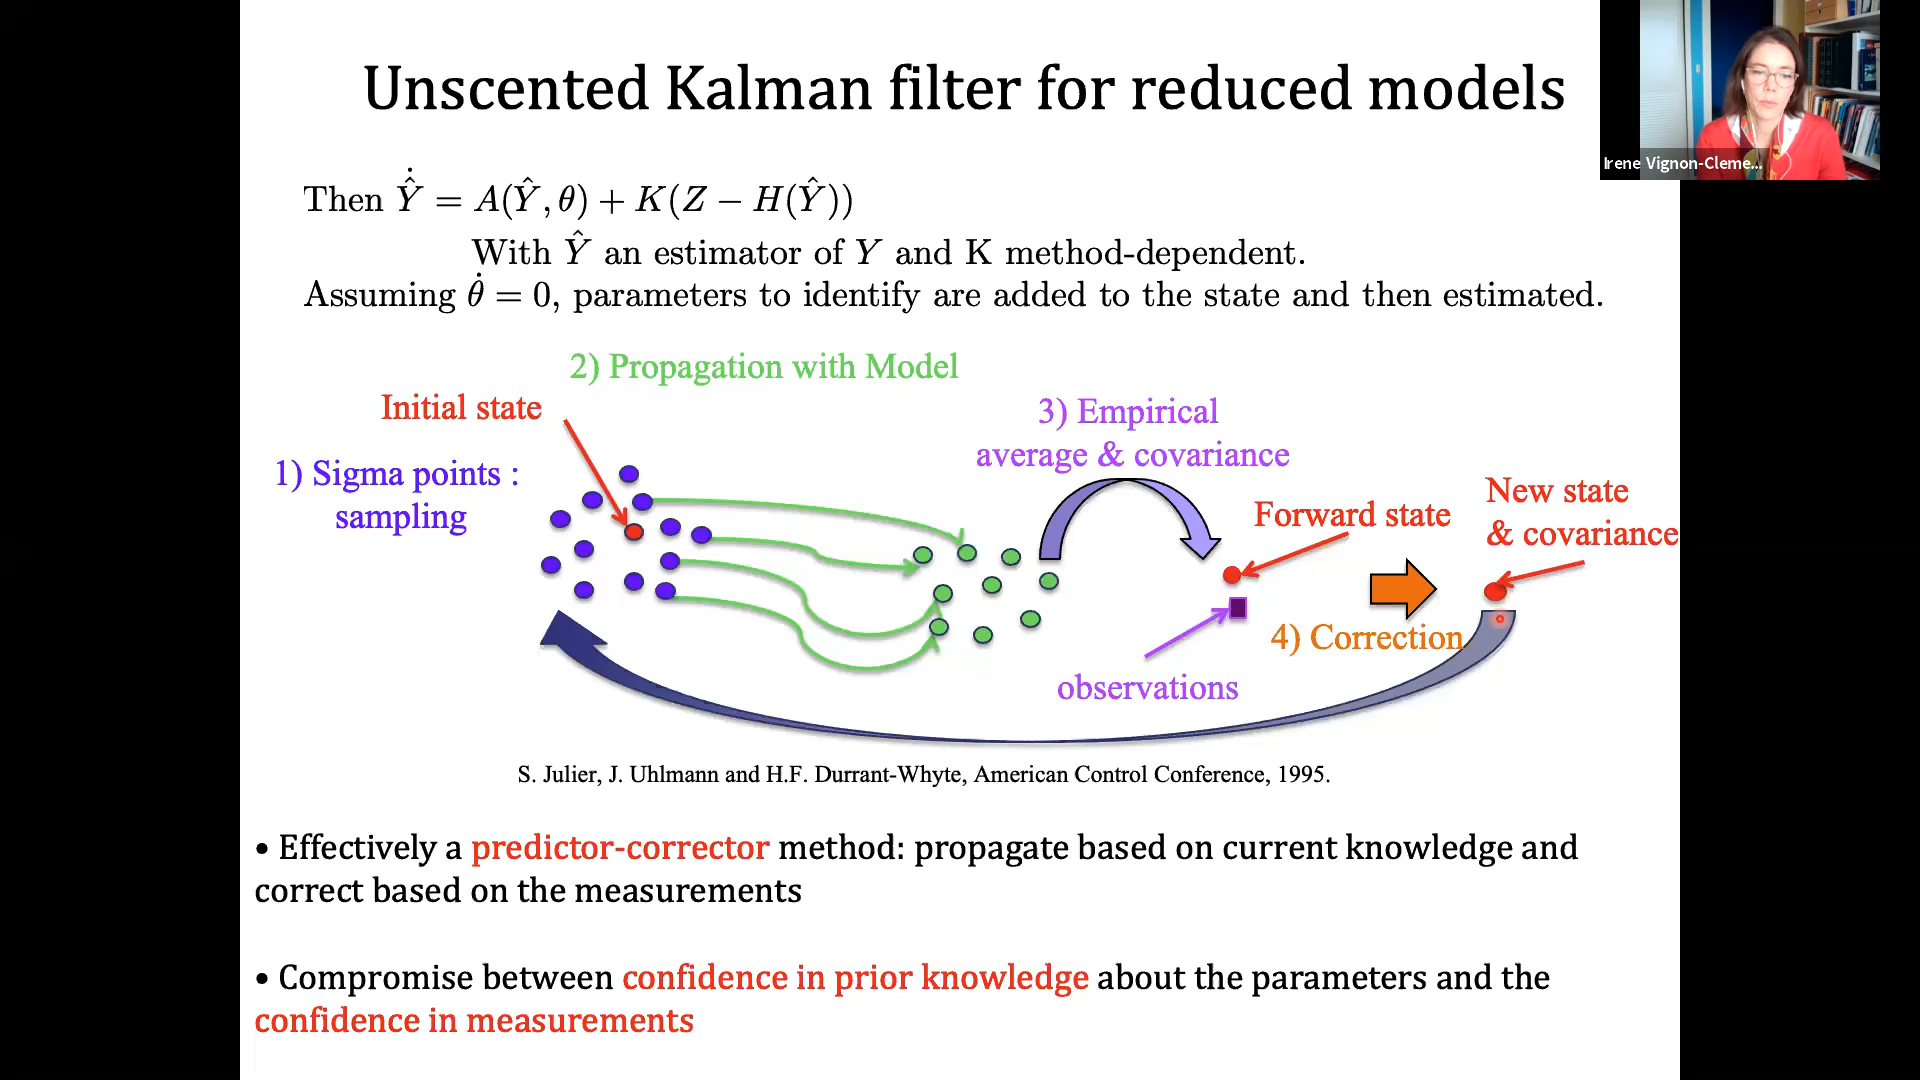 Unscented Kalman filter for reduced models
Irene Vignon-Cleme...
Then $\dot{\hat{Y}} = A(\hat{Y}, \theta) + K(Z - H(\hat{Y}))$
With $\hat{Y}$ an estimator of $Y$ and K method-dependent.
Assuming $\dot{\theta} = 0$, parameters to identify are added to the state and then estimated.
2) Propagation with Model
Initial state
3) Empirical
average & covariance
1) Sigma points :
sampling
Forward state
New state
& covariance
4) Correction
observations
S. Julier, J. Uhlmann and H.F. Durrant-Whyte, American Control Conference, 1995.
• Effectively a predictor-corrector method: propagate based on current knowledge and
correct based on the measurements
• Compromise between confidence in prior knowledge about the parameters and the
confidence in measurements